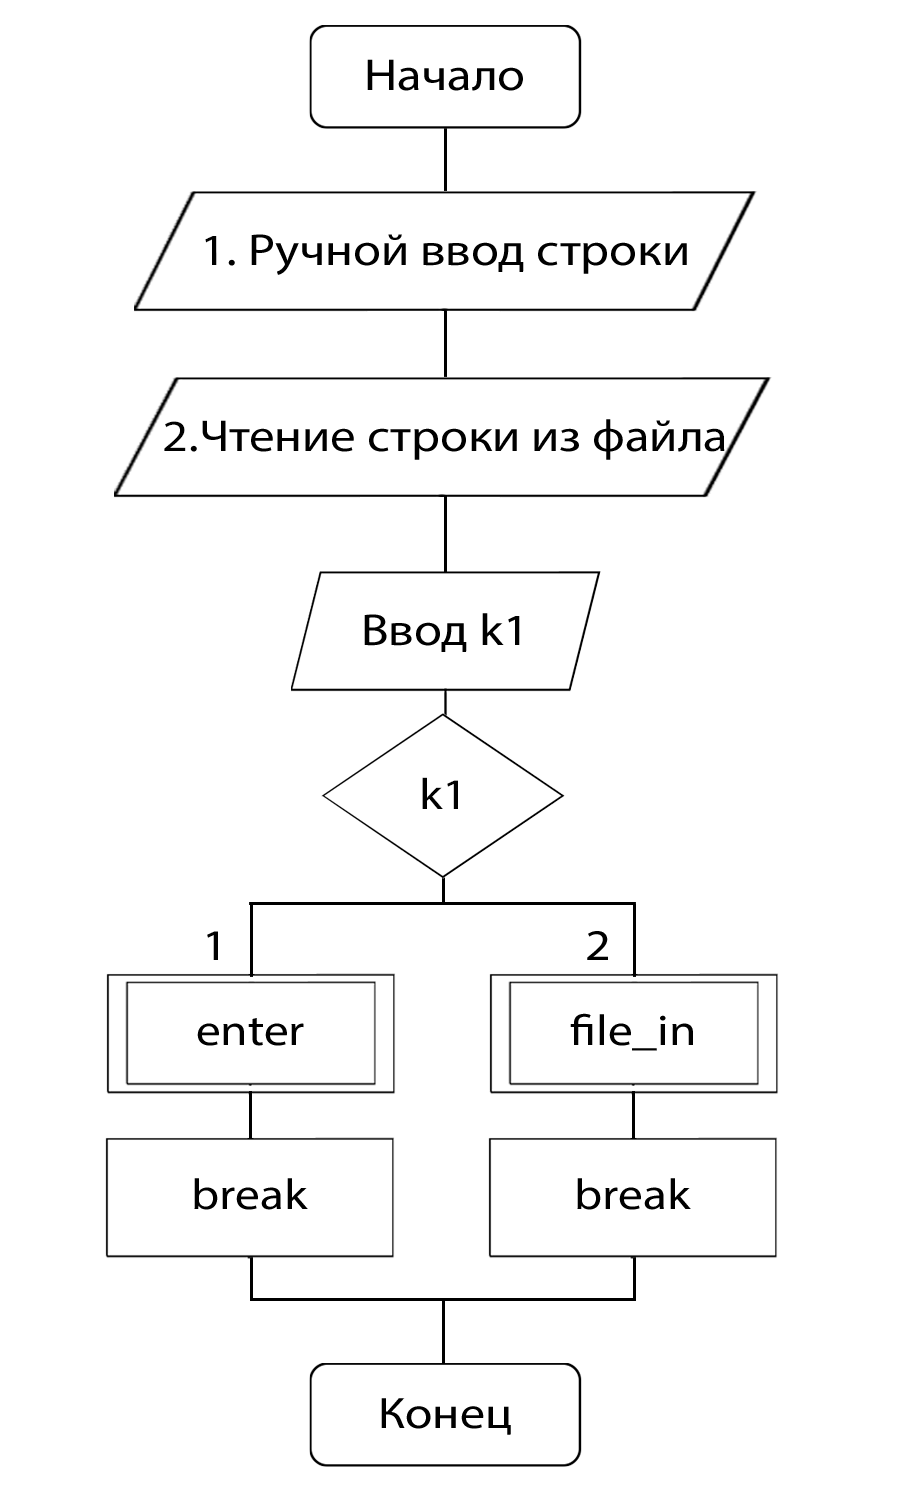 Начало
1. Ручной ввод строки
2.Чтение строки из файла
Ввод k1
k1
1
2
enter
file_in
break
break
Конец